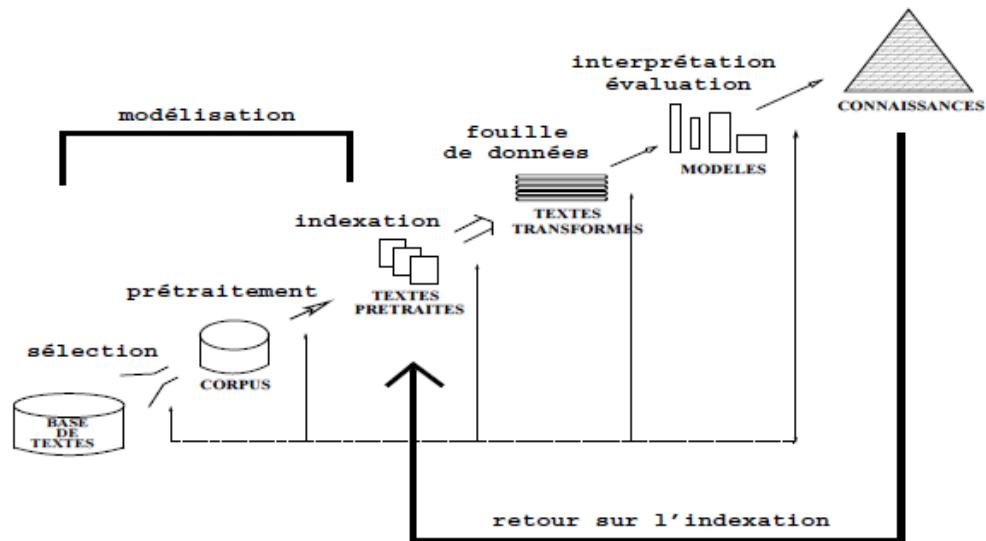 interprétation
évaluation
CONNAISSANCES
modélisation
fouille
de données
MODELES
indexation
TEXTES
TRANSFORMES
prétraitement
TEXTES
PRETRAITES
sélection
CORPUS
BASE
DE
TEXTES
retour sur l'indexation